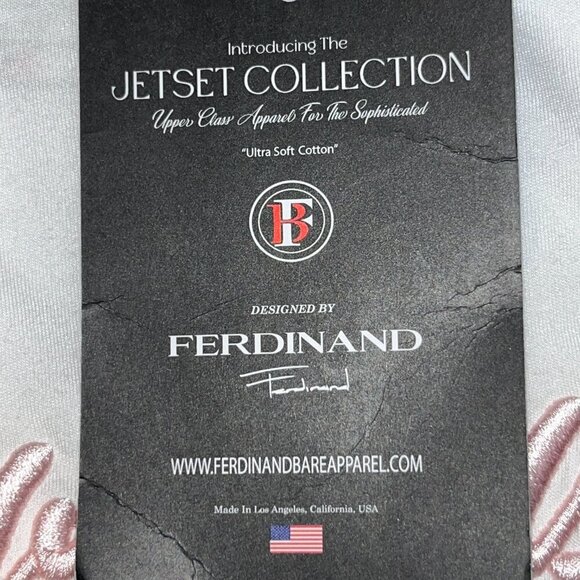 Introducing The
JETSET COLLECTION
Upper Class Apparel For The Sophisticated
"Ultra Soft Cotton"
BF
DESIGNED BY
FERDINAND
Ferdinand
WWW.FERDINANDBAREAPPAREL.COM
Made In Los Angeles, California, USA